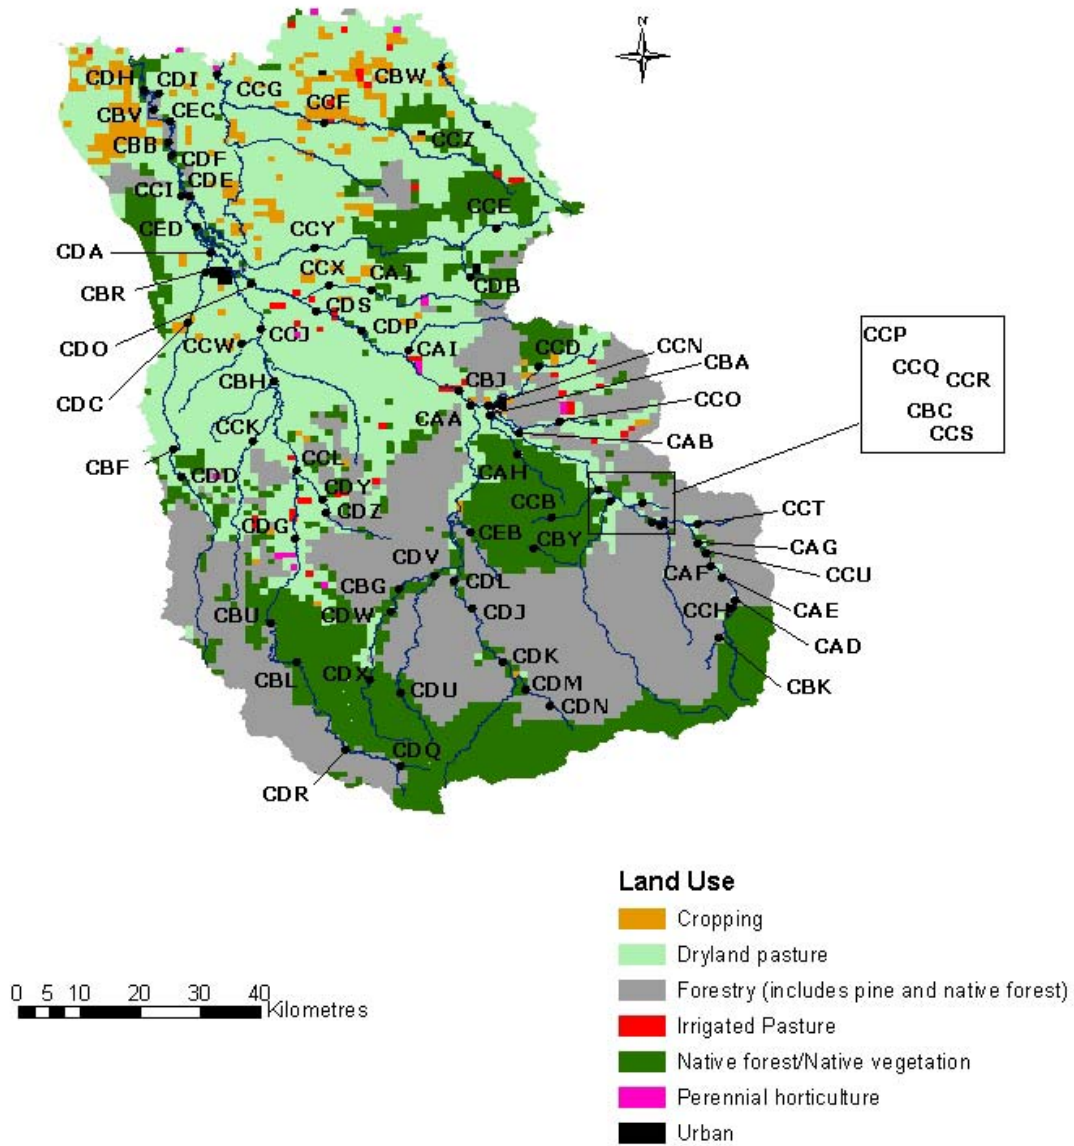 N
CDH
CDI
CCG
CBW
CBV
CEC
CCF
CBB
CCZ
CDF
CCI
CDE
CCE
CED
CCY
CDA
CCX
CAJ
CBR
CDS
CDB
CDP
CDO
CCW
CCJ
CAI
CCD
CCN
CBA
CDC
CBH
CBJ
CCO
CAA
CAB
CCK
CBF
CCL
CAH
CDD
CDY
CCB
CCT
CDZ
CDG
CEB
CBY
CAG
CDV
CCU
CBG
CDL
CAF
CAE
CBU
CDW
CDJ
CCH
CAD
CBL
CDX
CDU
CDK
CDM
CBK
CDN
CDQ
CDR
CCP
CCQ
CCR
CBC
CCS
Land Use
Cropping
Dryland pasture
Forestry (includes pine and native forest)
Irrigated Pasture
Native forest/Native vegetation
Perennial horticulture
Urban
0 5 10 20 30 40
Kilometres